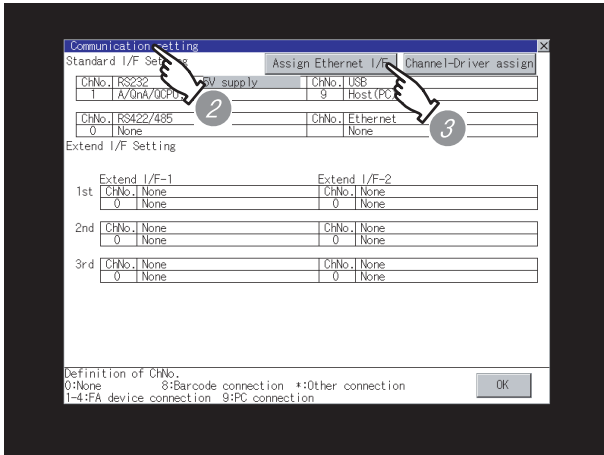 Communication setting
Standard I/F Setting
Assign Ethernet I/F
Channel-Driver assign
ChNo. RS232 5V supply
1 A/QnA/QCPU
ChNo. USB
9 Host(PC)
ChNo. RS422/485
0 None
ChNo. Ethernet
None
2
3
Extend I/F Setting
Extend I/F-1
Extend I/F-2
1st ChNo. None ChNo. None
0 None 0 None
2nd ChNo. None ChNo. None
0 None 0 None
3rd ChNo. None ChNo. None
0 None 0 None
Definition of ChNo.
0:None 8:Barcode connection *:Other connection
1-4:FA device connection 9:PC connection
OK